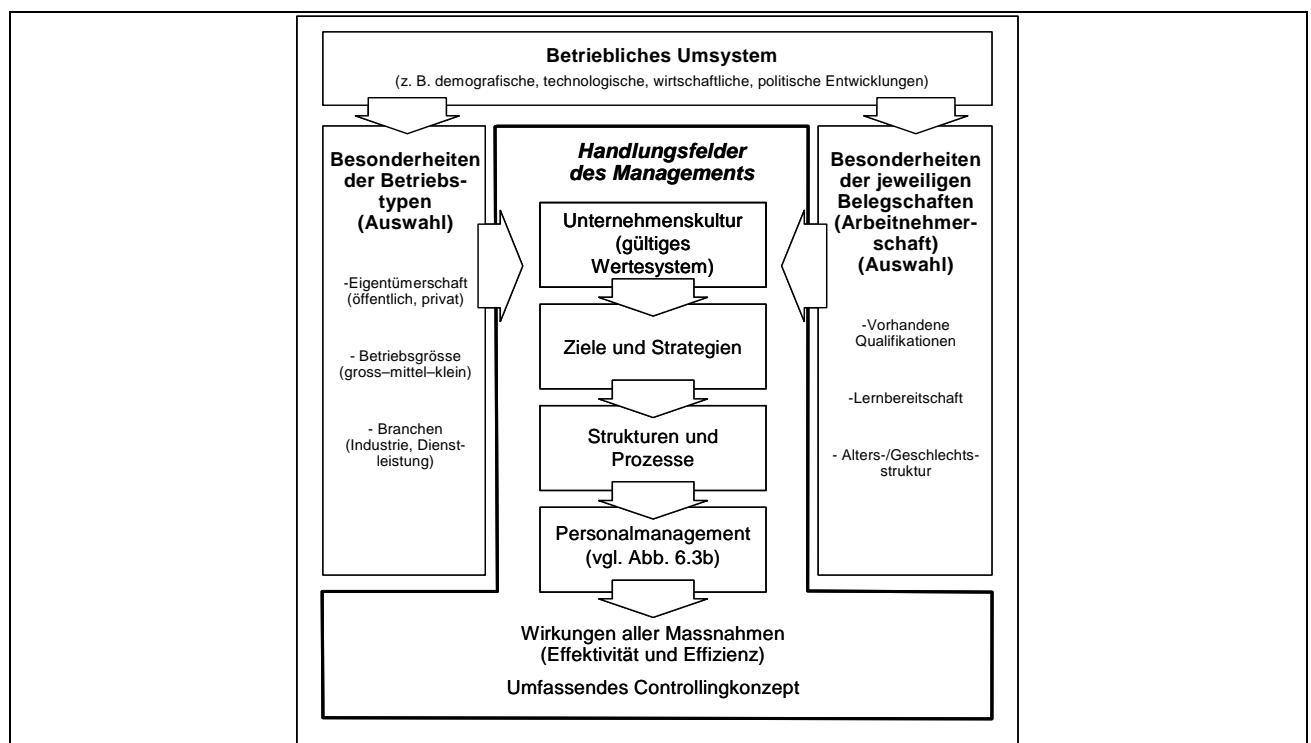 Betriebliches Umsystem
(z. B. demografische, technologische, wirtschaftliche, politische Entwicklungen)
Besonderheiten
der Betriebs-
typen
(Auswahl)
-Eigentümerschaft
(öffentlich, privat)
- Betriebsgrösse
(gross–mittel–klein)
- Branchen
(Industrie, Dienst-
leistung)
Handlungsfelder
des Managements
Unternehmenskultur
(gültiges
Wertesystem)
Ziele und Strategien
Strukturen und
Prozesse
Personalmanagement
(vgl. Abb. 6.3b)
Besonderheiten
der jeweiligen
Belegschaften
(Arbeitnehmer-
schaft)
(Auswahl)
-Vorhandene
Qualifikationen
-Lernbereitschaft
- Alters-/Geschlechts-
struktur
Wirkungen aller Massnahmen
(Effektivität und Effizienz)
Umfassendes Controllingkonzept